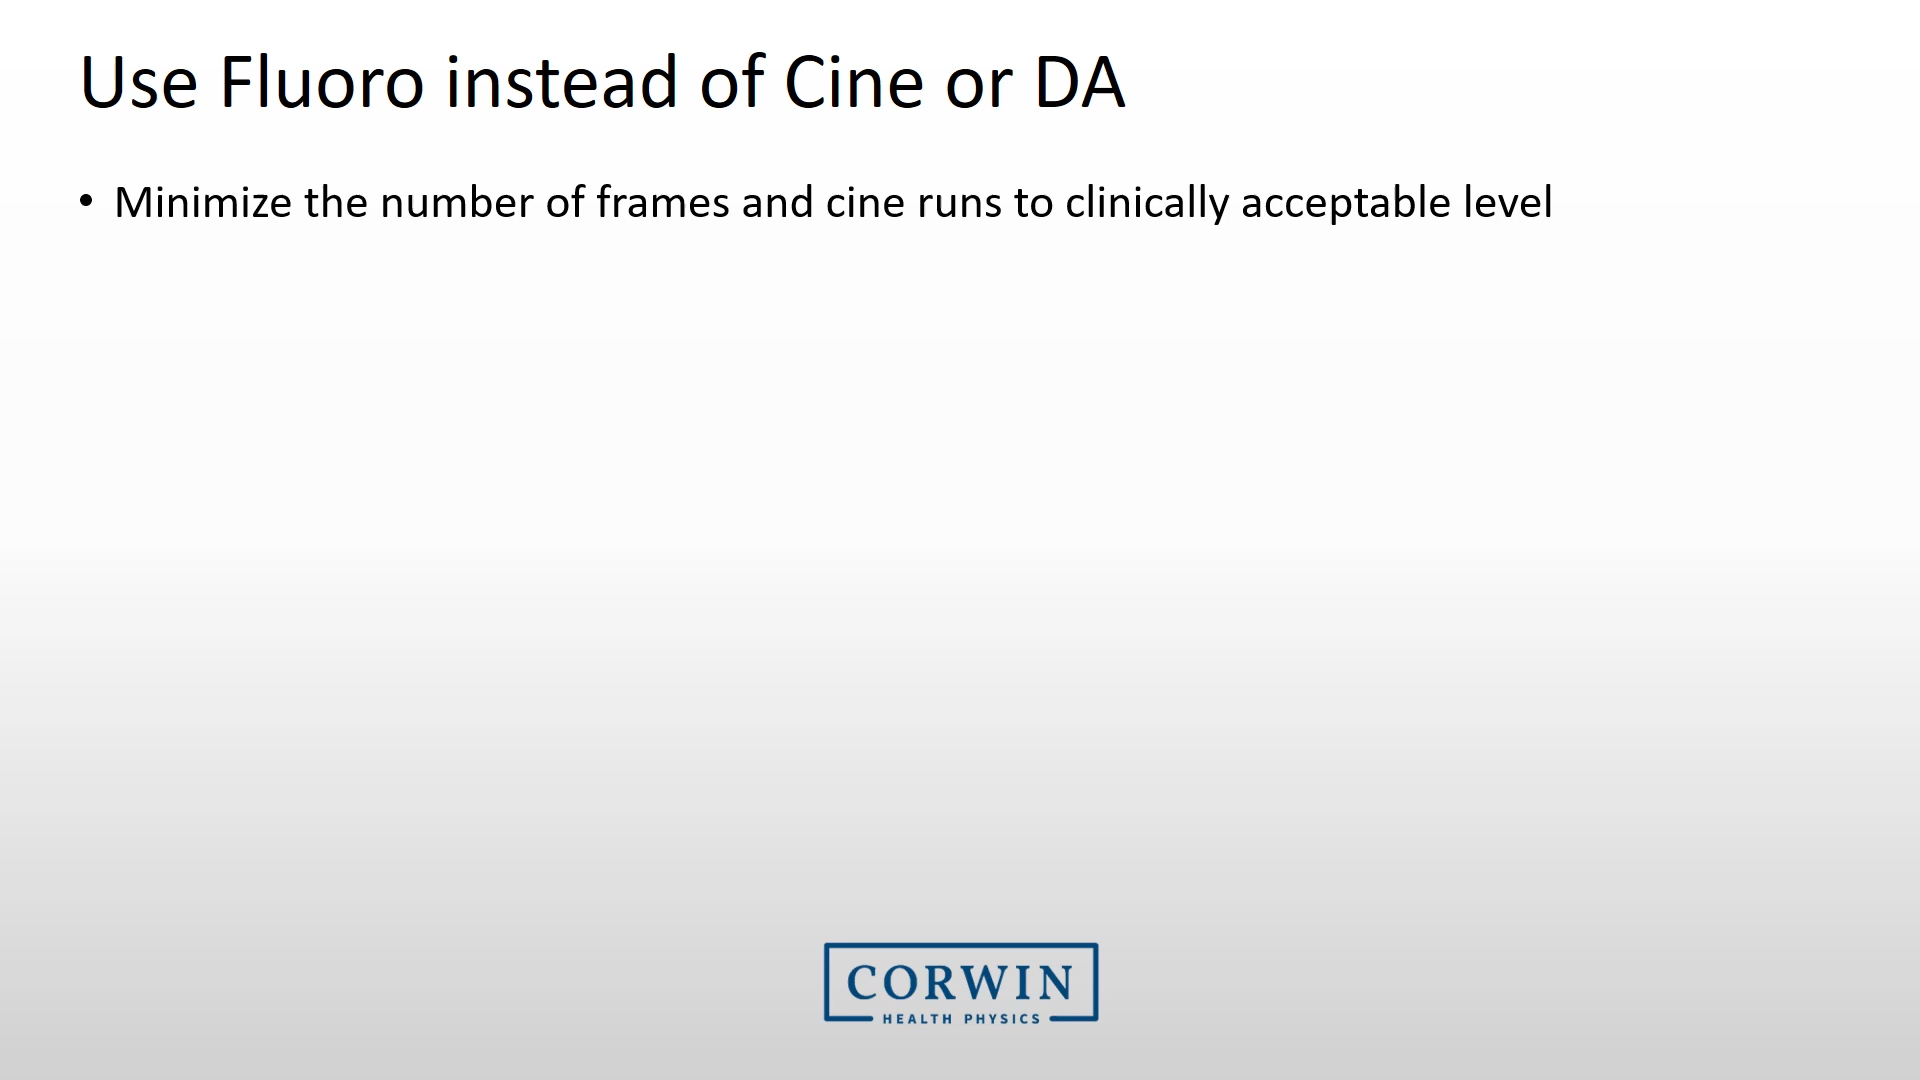 Use Fluoro instead of Cine or DA
• Minimize the number of frames and cine runs to clinically acceptable level
CORWIN
HEALTH PHYSICS